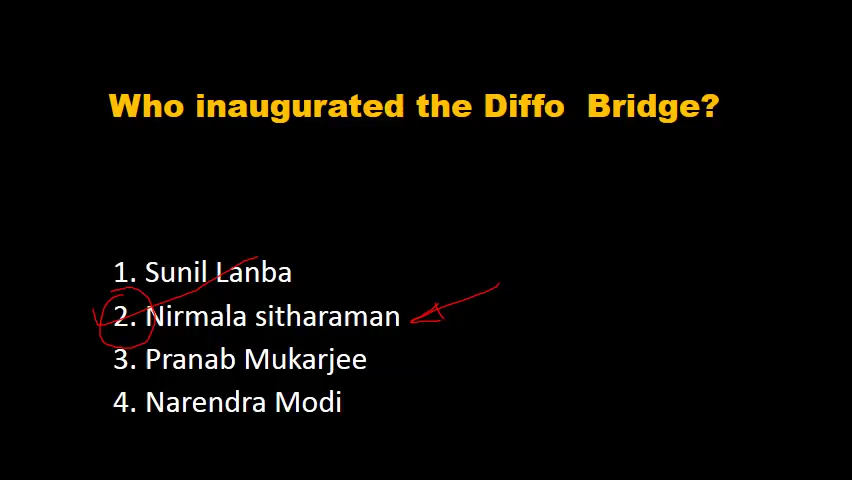 Who inaugurated the Diffo Bridge?
1. Sunil Lanba
2. Nirmala sitharaman
3. Pranab Mukarjee
4. Narendra Modi